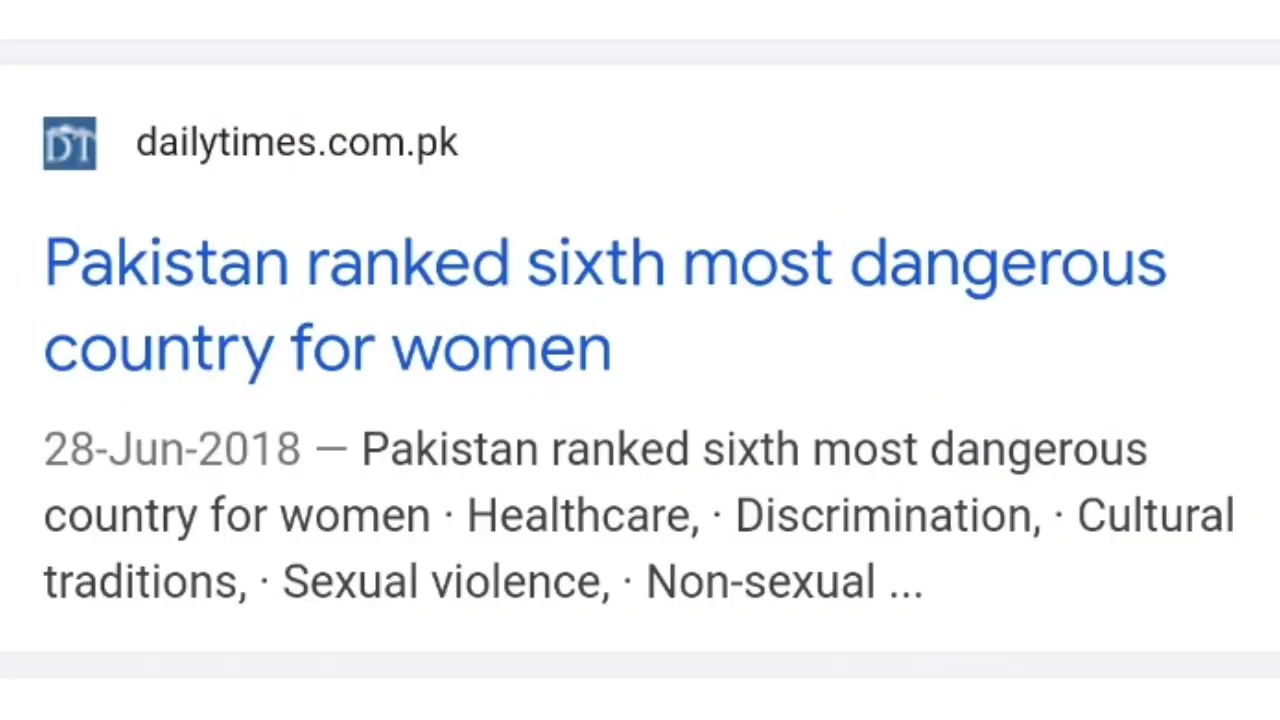 DT dailytimes.com.pk
Pakistan ranked sixth most dangerous
country for women
28-Jun-2018 — Pakistan ranked sixth most dangerous
country for women · Healthcare, · Discrimination, · Cultural
traditions, · Sexual violence, · Non-sexual ...